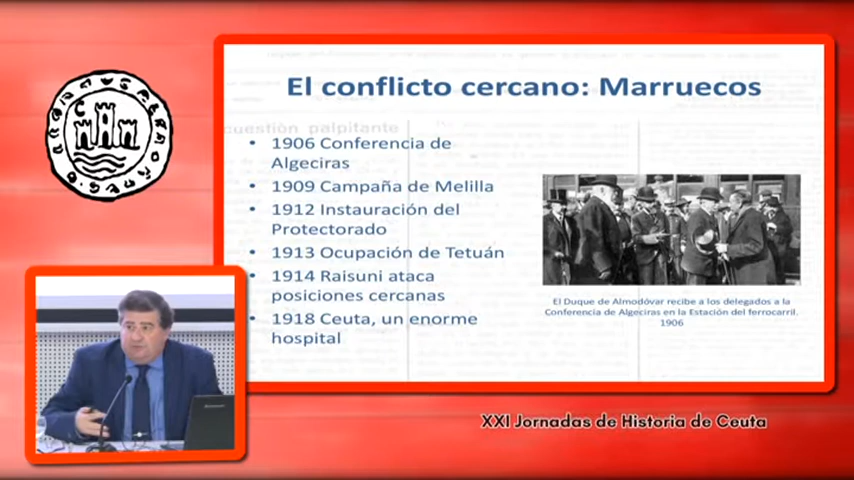 El conflicto cercano: Marruecos
cuestión palpitante
• 1906 Conferencia de
Algeciras
• 1909 Campaña de Melilla
• 1912 Instauración del
Protectorado
• 1913 Ocupación de Tetuán
• 1914 Raisuni ataca
posiciones cercanas
• 1918 Ceuta, un enorme
hospital
El Duque de Almodóvar recibe a los delegados a la
Conferencia de Algeciras en la Estación del ferrocarril.
1906
XXI Jornadas de Historia de Ceuta